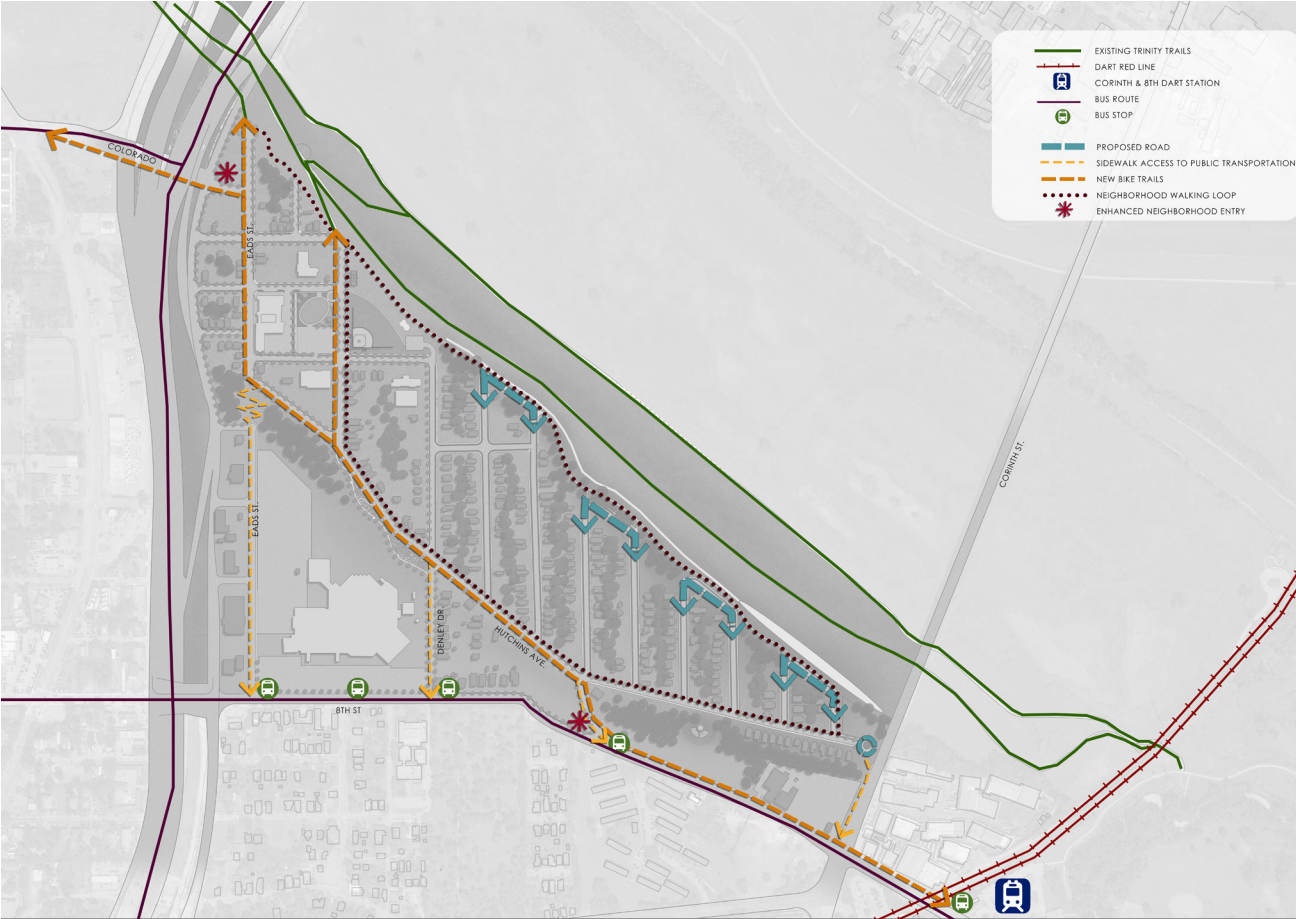 EXISTING TRINITY TRAILS
DART RED LINE
CORINTH & 8TH DART STATION
BUS ROUTE
BUS STOP
PROPOSED ROAD
SIDEWALK ACCESS TO PUBLIC TRANSPORTATION
NEW BIKE TRAILS
NEIGHBORHOOD WALKING LOOP
ENHANCED NEIGHBORHOOD ENTRY
COLORADO
EADS ST.
CORINTH ST.
EADS ST.
DENLEY DR.
HUTCHINS AVE.
8TH ST